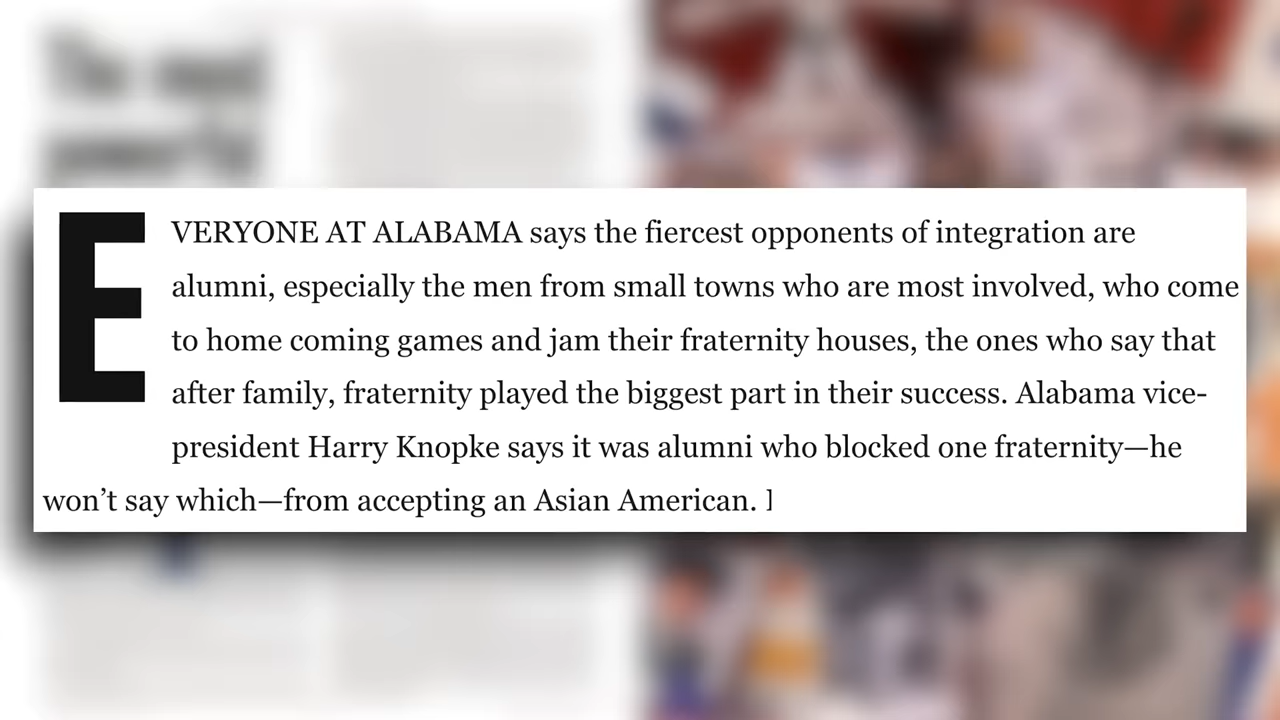 The most
powerful
EVERYONE AT ALABAMA says the fiercest opponents of integration are
alumni, especially the men from small towns who are most involved, who come
to home coming games and jam their fraternity houses, the ones who say that
after family, fraternity played the biggest part in their success. Alabama vice-
president Harry Knopke says it was alumni who blocked one fraternity—he
won’t say which—from accepting an Asian American. ]